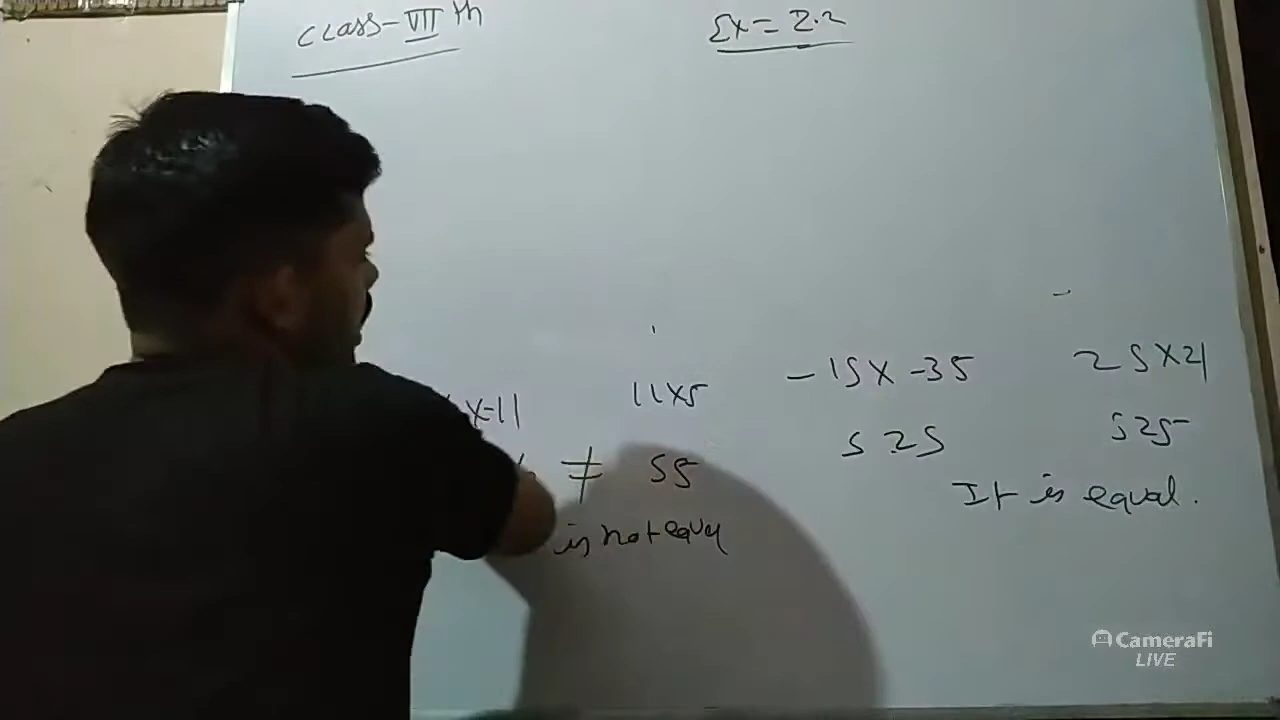 Class-VII th
Ex = 2.2
x-11
11x5
-15x -35
25x21
≠ 55
525
525
is not equal
It is equal.
CameraFi
LIVE